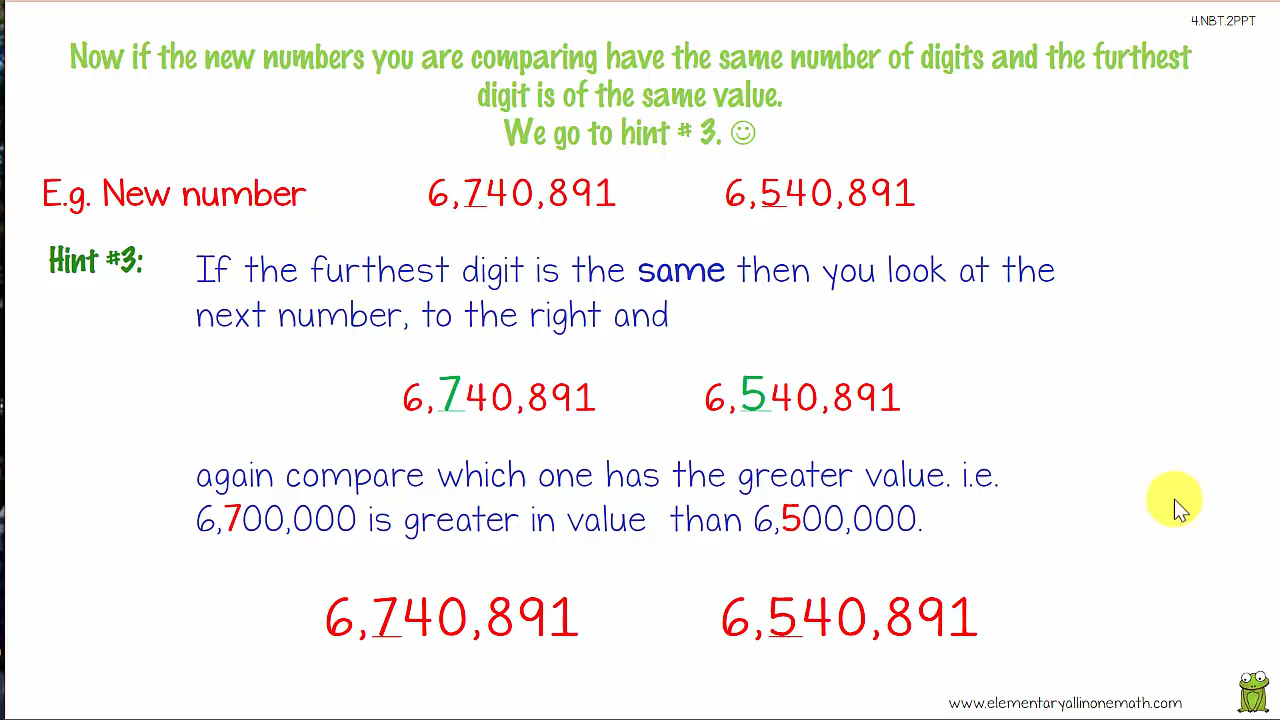 4.NBT.2PPT
Now if the new numbers you are comparing have the same number of digits and the furthest
digit is of the same value.
We go to hint # 3. ☺
E.g. New number 6,740,891 6,540,891
Hint #3: If the furthest digit is the same then you look at the
next number, to the right and
6,740,891 6,540,891
again compare which one has the greater value. i.e.
6,700,000 is greater in value than 6,500,000.
6,740,891 6,540,891
www.elementaryallinonemath.com